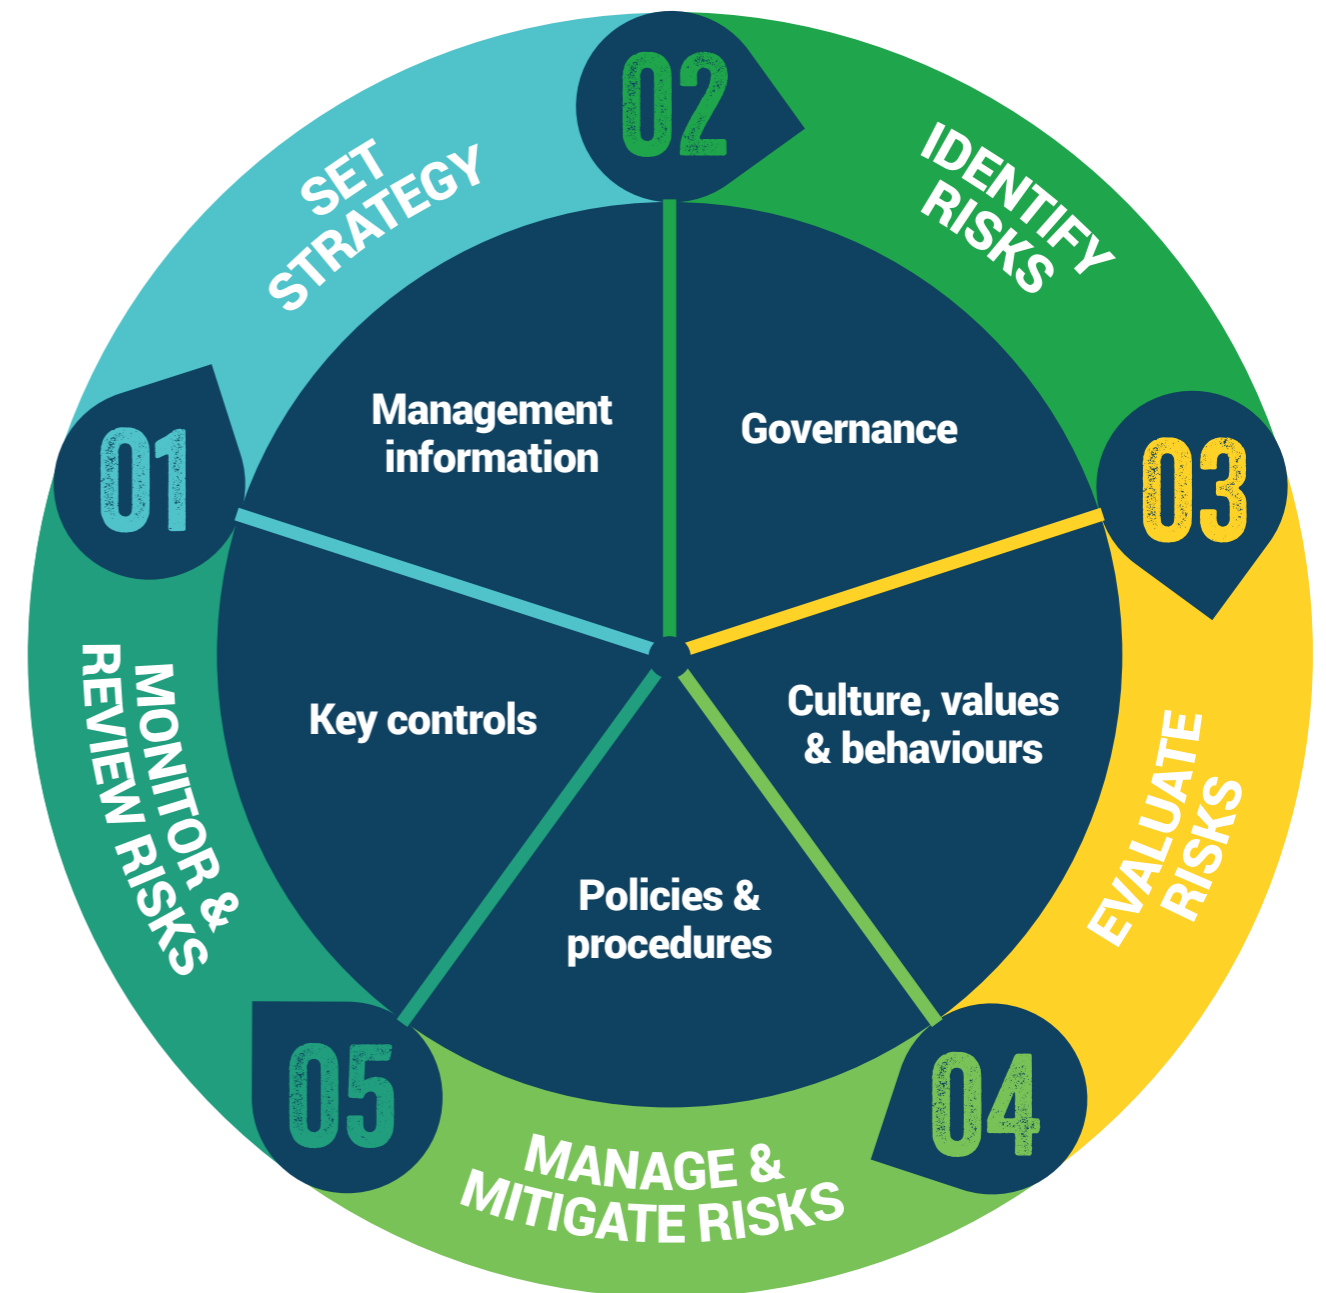 01
SET
STRATEGY
02
IDENTIFY
RISKS
03
EVALUATE
RISKS
04
MANAGE &
MITIGATE RISKS
05
MONITOR &
REVIEW RISKS
Management
information
Governance
Culture, values
& behaviours
Policies &
procedures
Key controls